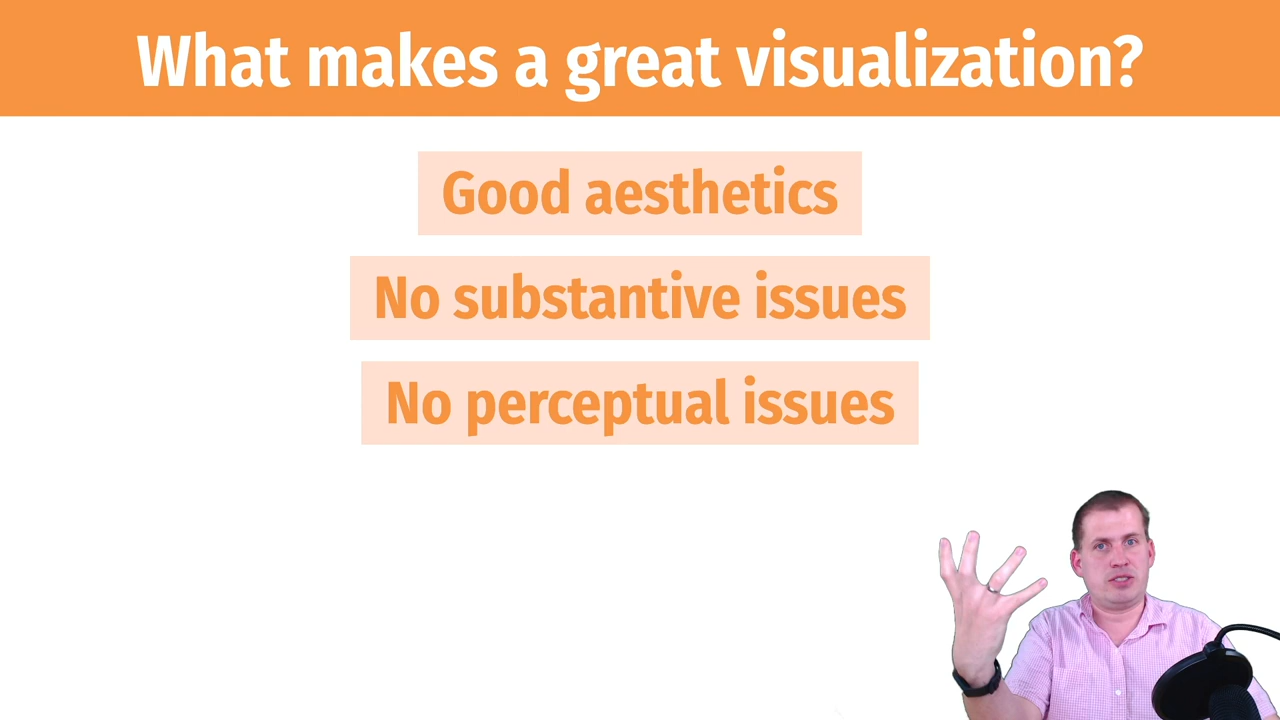 What makes a great visualization?
Good aesthetics
No substantive issues
No perceptual issues